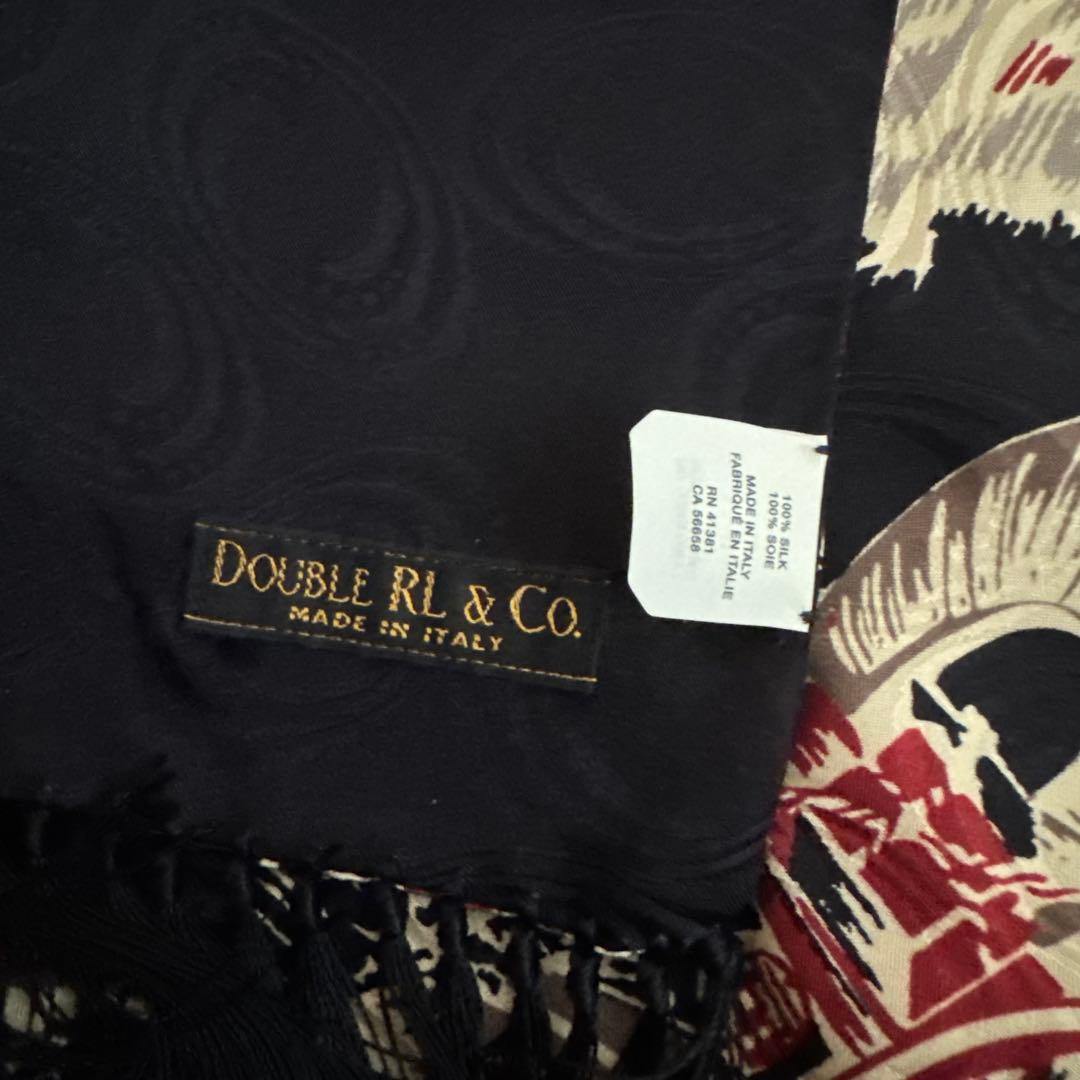 DOUBLE RL & CO.
MADE IN ITALY
100% SILK
100% SOIE
MADE IN ITALY
FABRIQUÉ EN ITALIE
RN 41381
CA 56658